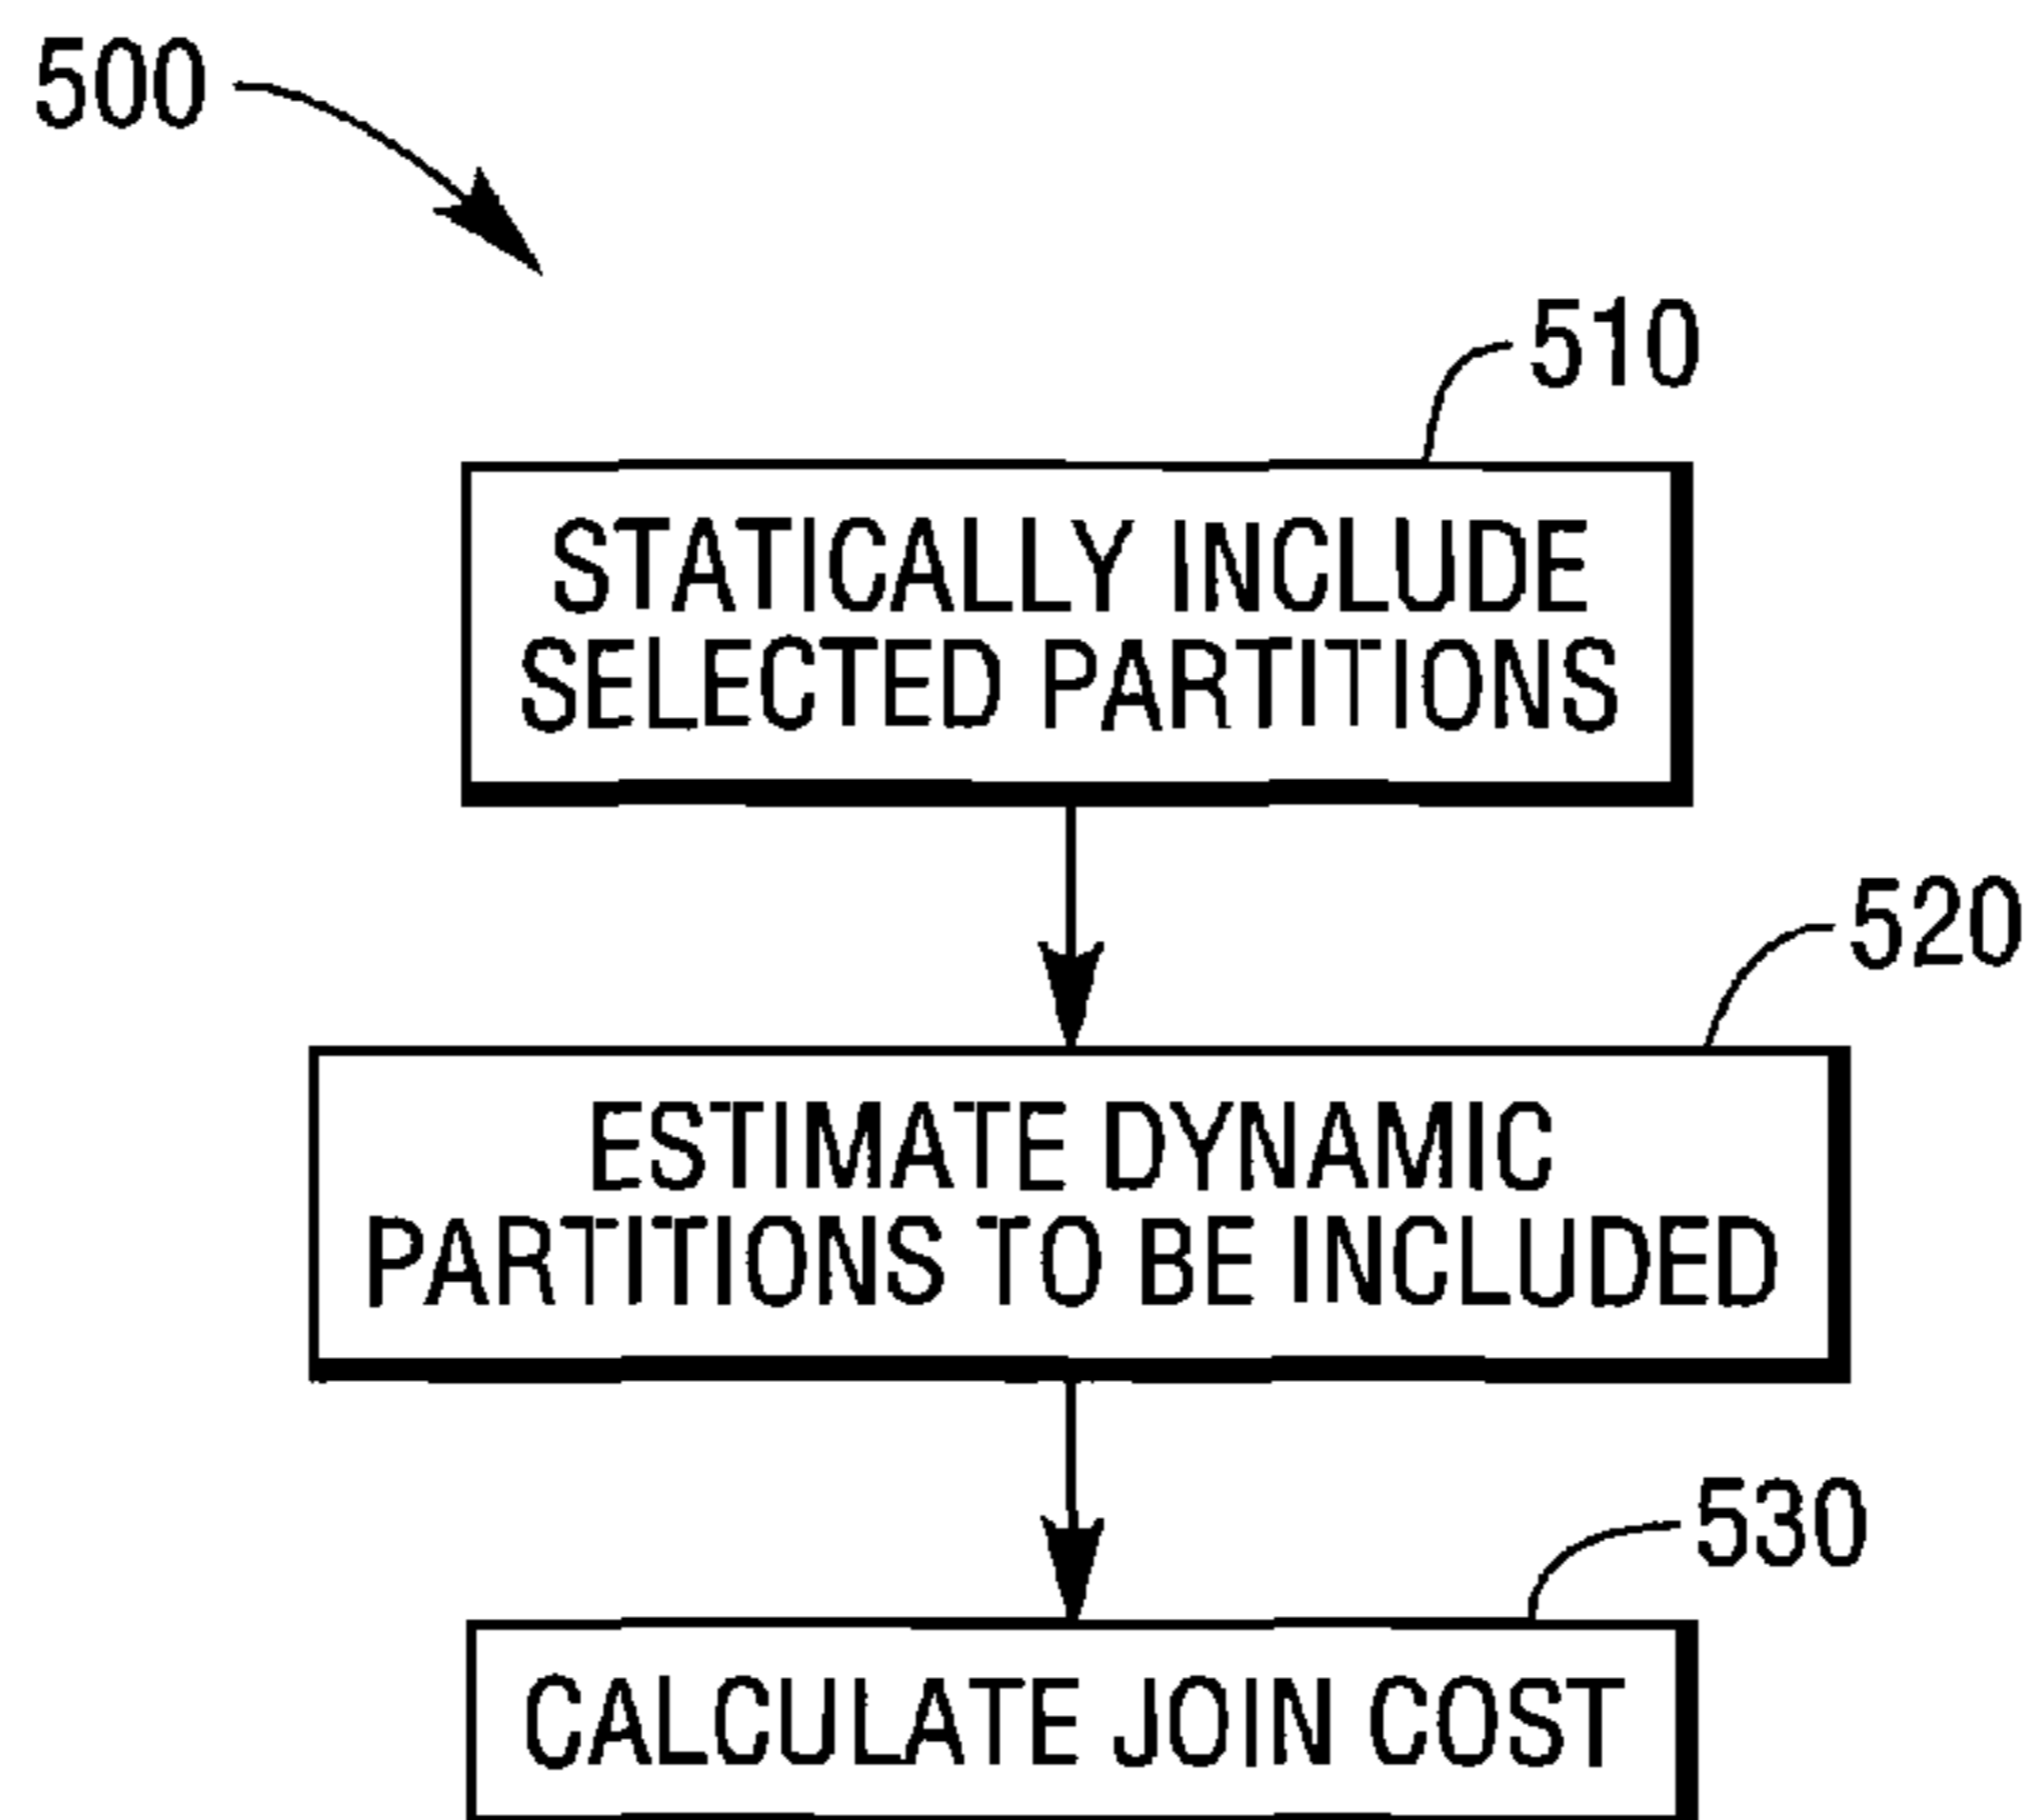 500
510
STATICALLY INCLUDE
SELECTED PARTITIONS
520
ESTIMATE DYNAMIC
PARTITIONS TO BE INCLUDED
530
CALCULATE JOIN COST